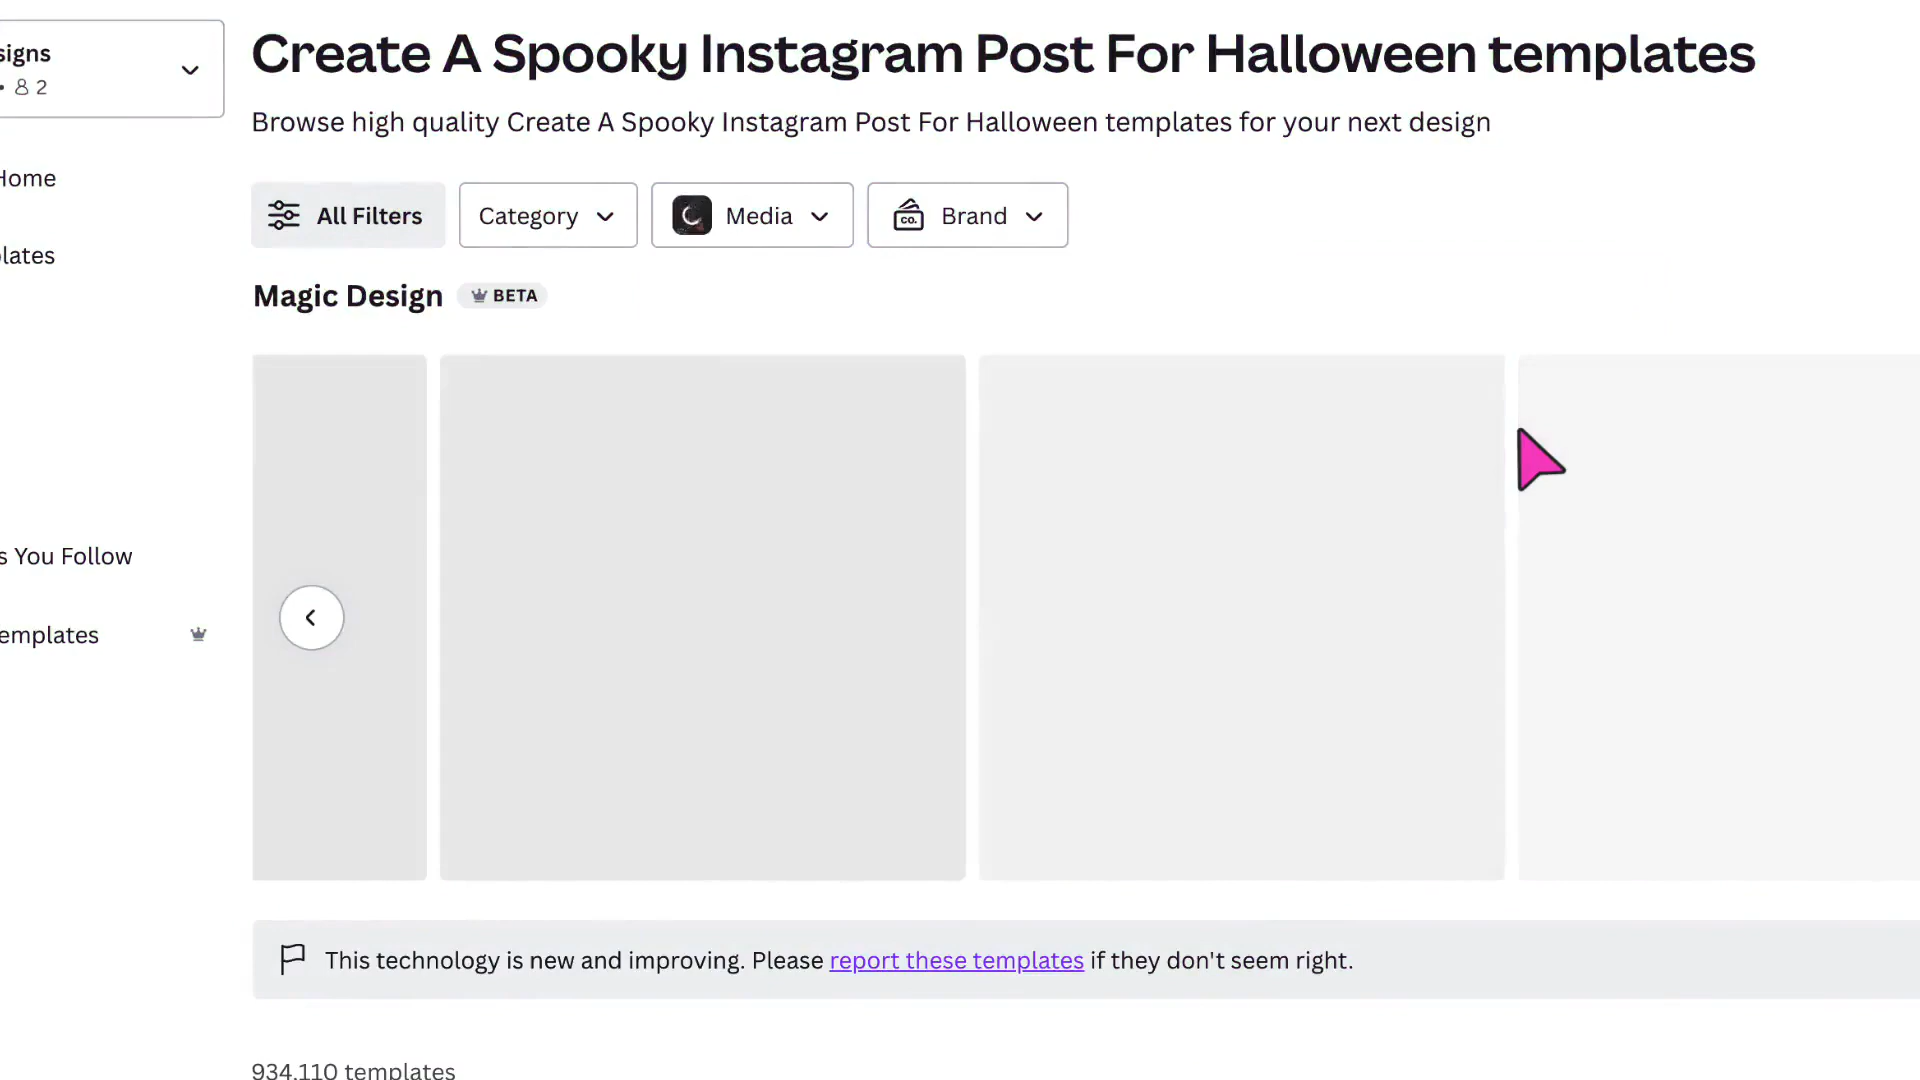 signs
• 2
Create A Spooky Instagram Post For Halloween templates
Browse high quality Create A Spooky Instagram Post For Halloween templates for your next design
Home
lates
All Filters
Category
Media
CO.
Brand
Magic Design
BETA
s You Follow
emplates
This technology is new and improving. Please report these templates if they don't seem right.
934,110 templates